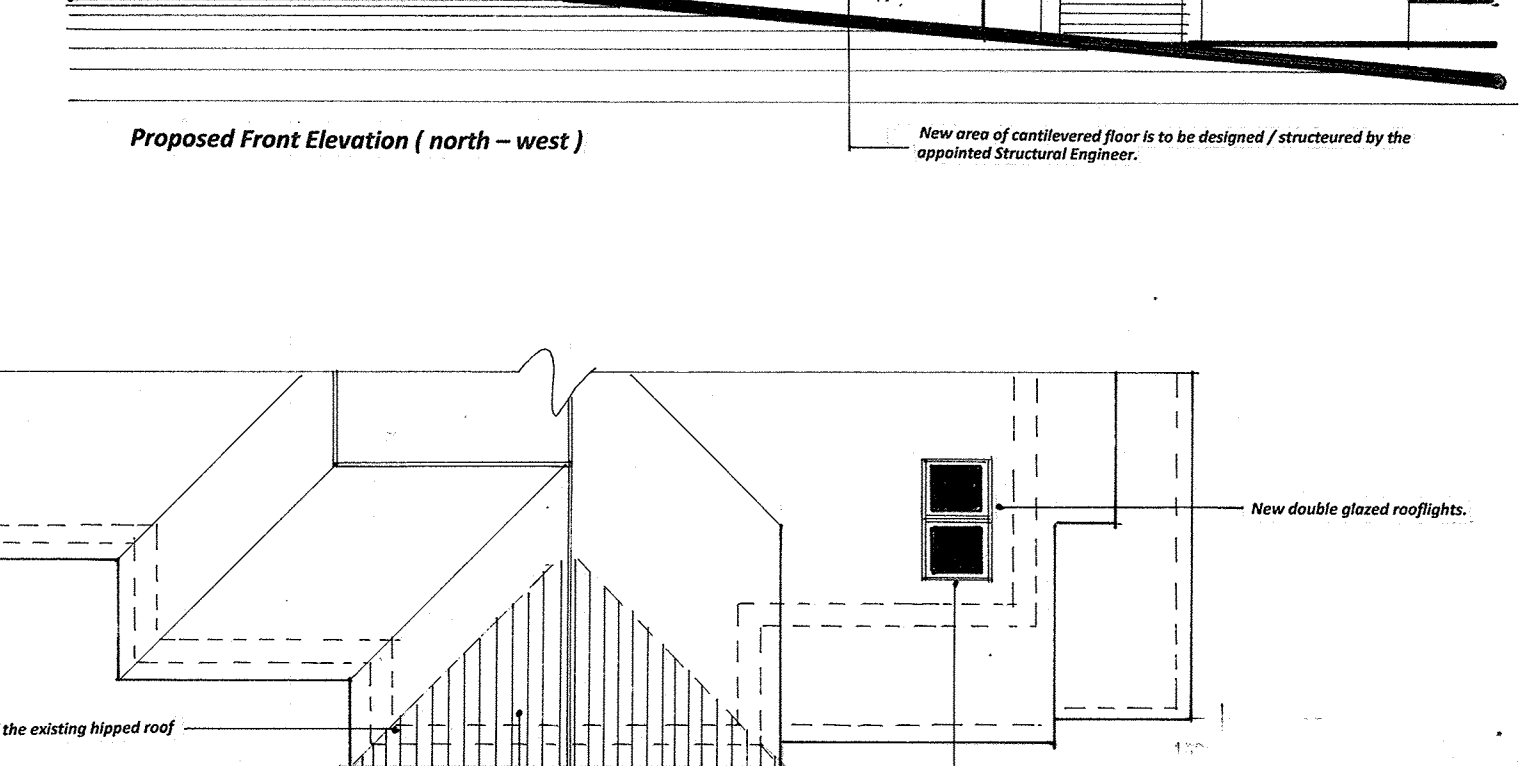 Proposed Front Elevation ( north – west )
New area of cantilevered floor is to be designed / structeured by the
appointed Structural Engineer.
New double glazed rooflights.
the existing hipped roof